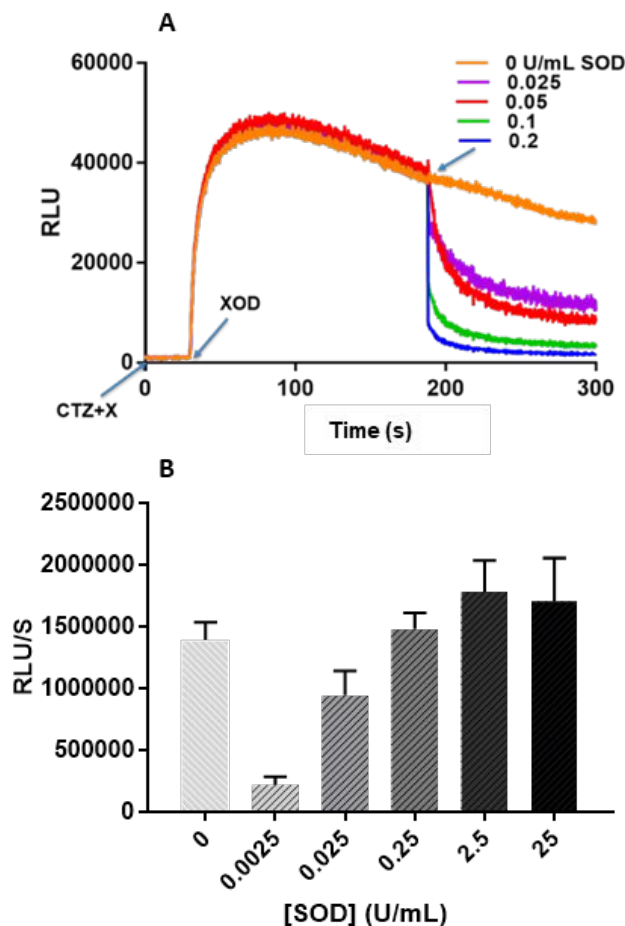 A
60000
40000
20000
0
RLU
0 U/mL SOD
0.025
0.05
0.1
0.2
XOD
CTZ+X
0
100
200
300
Time (s)
B
2500000
2000000
1500000
1000000
500000
0
RLU/S
0
0.0025
0.025
0.25
2.5
25
[SOD] (U/mL)